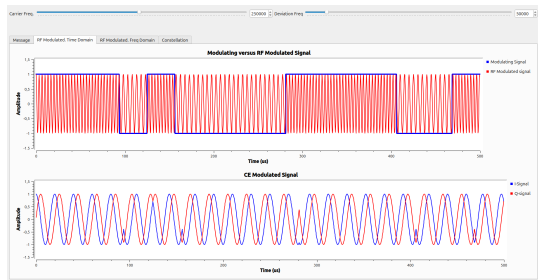 Carrier Freq. 250000 Deviation Freq 50000
Message RF Modulated: Time Domain RF Modulated: Freq Domain Constellation
Modulating versus RF Modulated Signal
1.5
1
0.5
0
-0.5
-1
-1.5
Amplitude
0 100 200 300 400 500
Time (us)
Modulating Signal
RF Modulated signal
CE Modulated Signal
1.5
1
0.5
0
-0.5
-1
-1.5
Amplitude
0 100 200 300 400 500
Time (us)
I-Signal
Q-signal